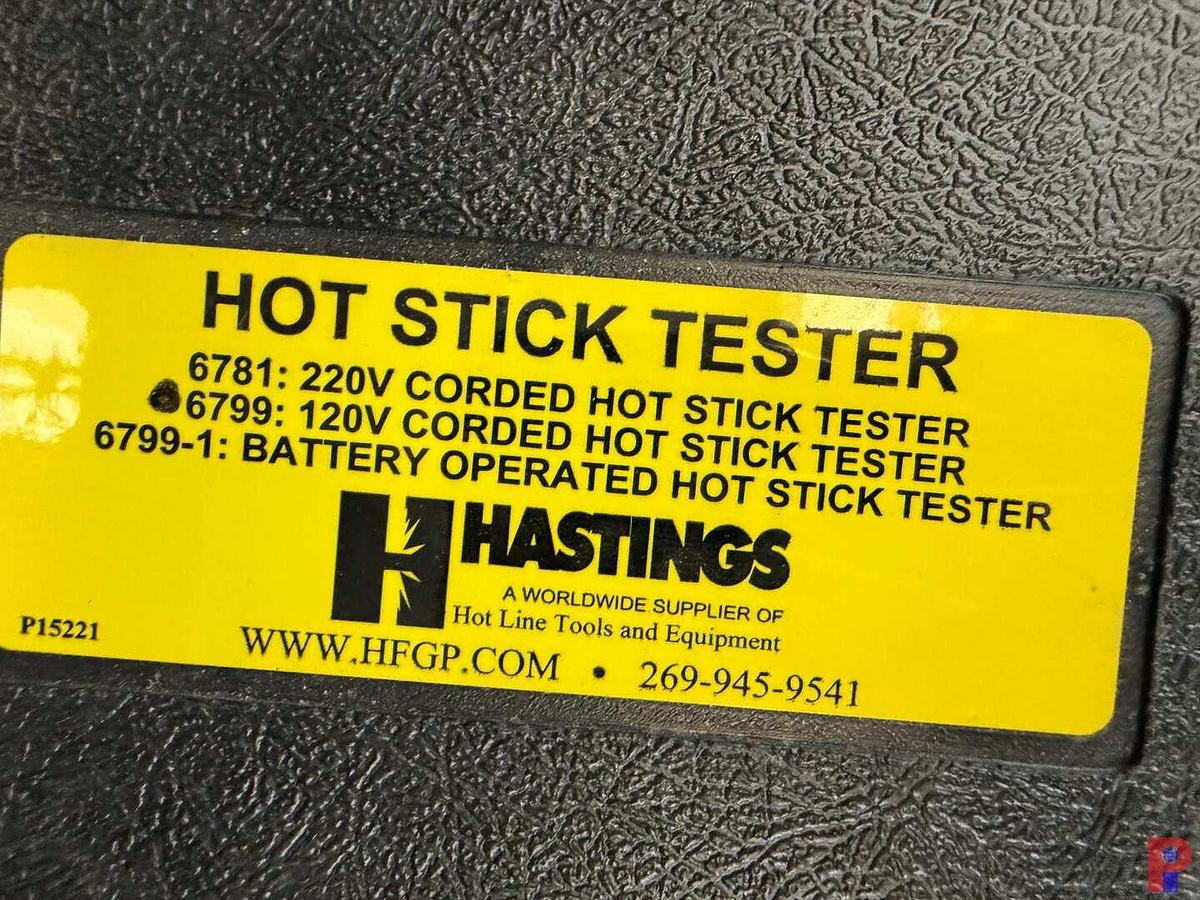 HOT STICK TESTER
6781: 220V CORDED HOT STICK TESTER
6799: 120V CORDED HOT STICK TESTER
6799-1: BATTERY OPERATED HOT STICK TESTER
H HASTINGS
A WORLDWIDE SUPPLIER OF
Hot Line Tools and Equipment
P15221
WWW.HFGP.COM • 269-945-9541